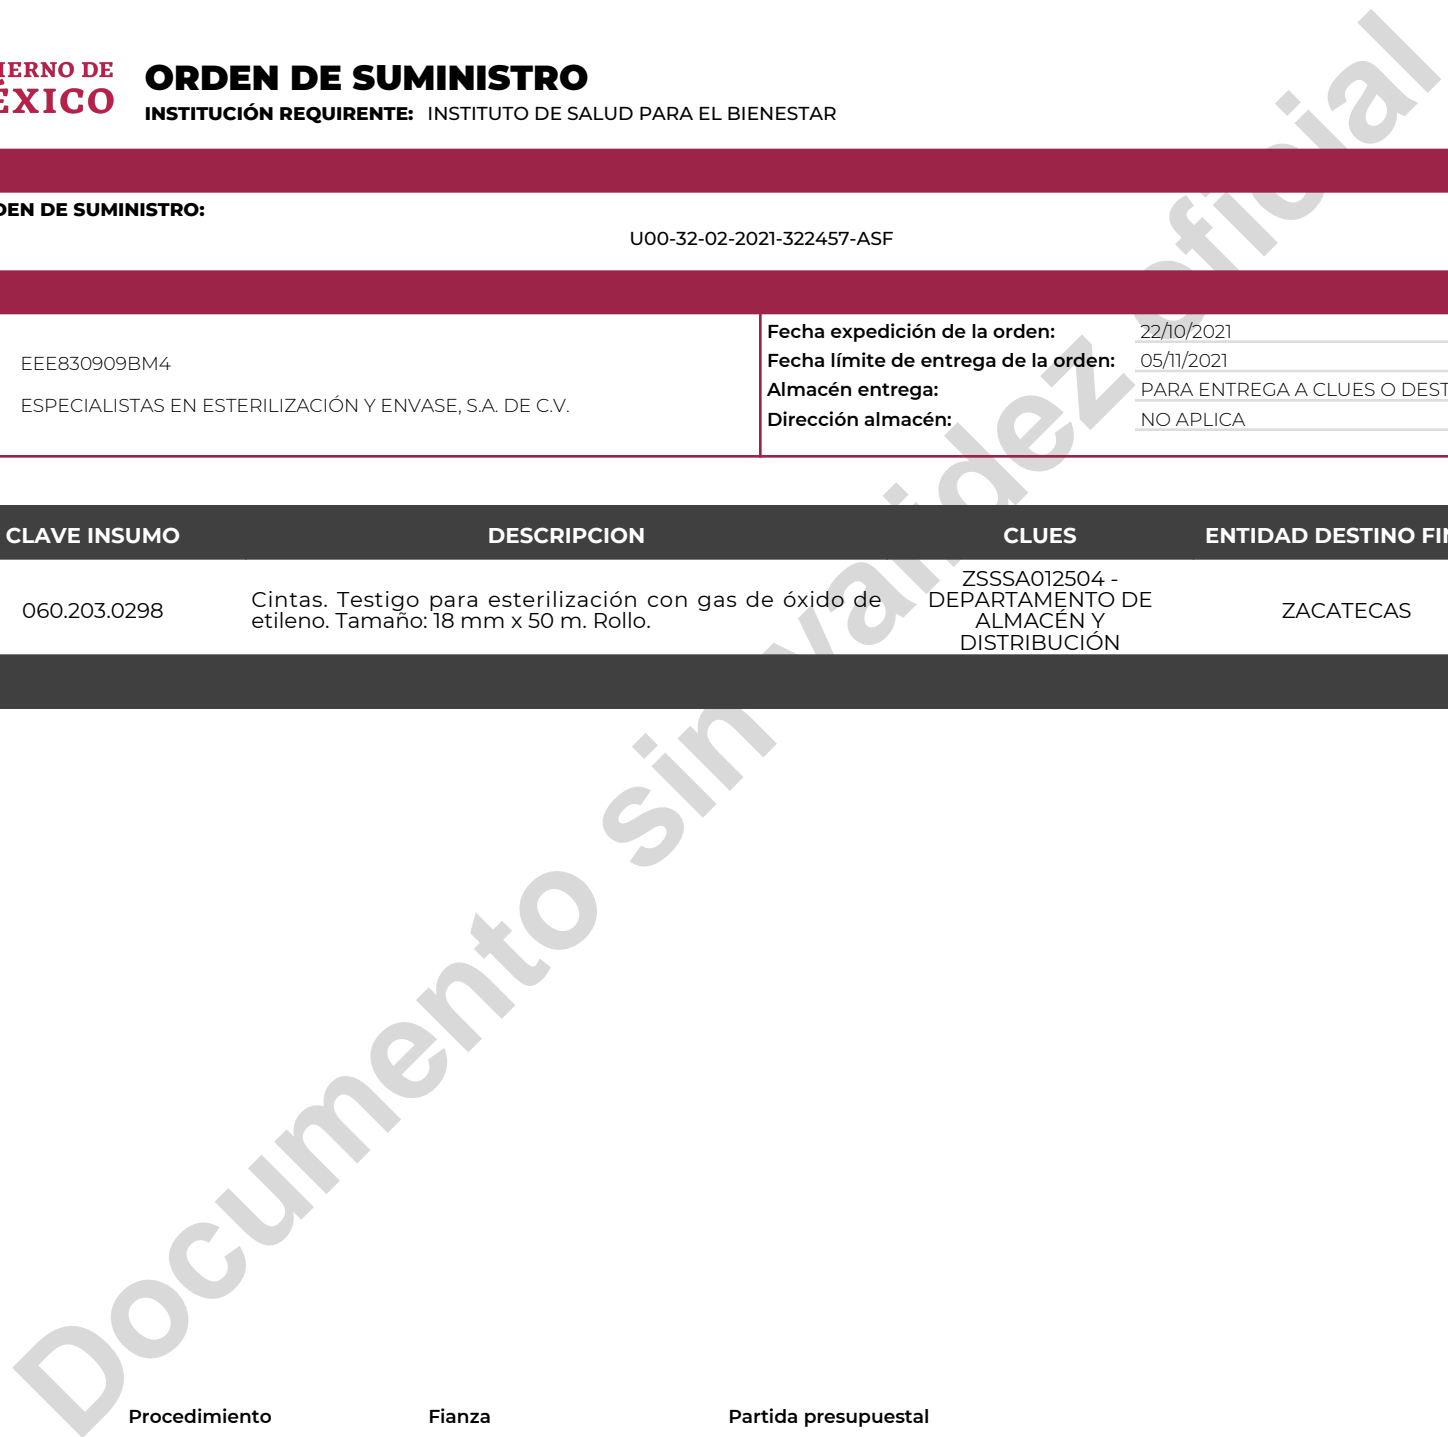 IERNO DE
ÉXICO
ORDEN DE SUMINISTRO
INSTITUCIÓN REQUIRENTE: INSTITUTO DE SALUD PARA EL BIENESTAR
DEN DE SUMINISTRO:
U00-32-02-2021-322457-ASF
EEE830909BM4
ESPECIALISTAS EN ESTERILIZACIÓN Y ENVASE, S.A. DE C.V.
Fecha expedición de la orden: 22/10/2021
Fecha límite de entrega de la orden: 05/11/2021
Almacén entrega: PARA ENTREGA A CLUES O DEST
Dirección almacén: NO APLICA
CLAVE INSUMO DESCRIPCION CLUES ENTIDAD DESTINO FIN
060.203.0298
Cintas. Testigo para esterilización con gas de óxido de
etileno. Tamaño: 18 mm x 50 m. Rollo.
ZSSSA012504 -
DEPARTAMENTO DE
ALMACÉN Y
DISTRIBUCIÓN
ZACATECAS
Documento sin validez oficial
Procedimiento Fianza Partida presupuestal